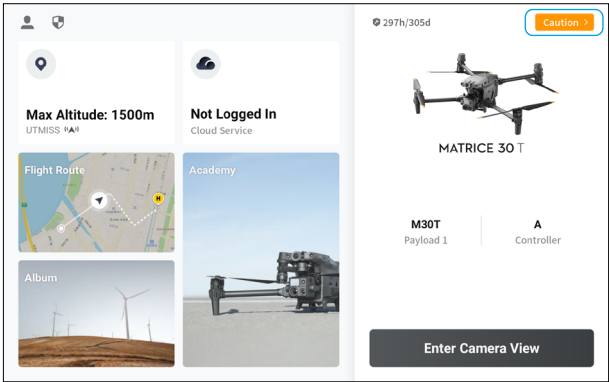 297h/305d
Caution >
Max Altitude: 1500m
UTMISS
Not Logged In
Cloud Service
MATRICE 30 T
Flight Route
H
Academy
M30T
Payload 1
A
Controller
Album
Enter Camera View